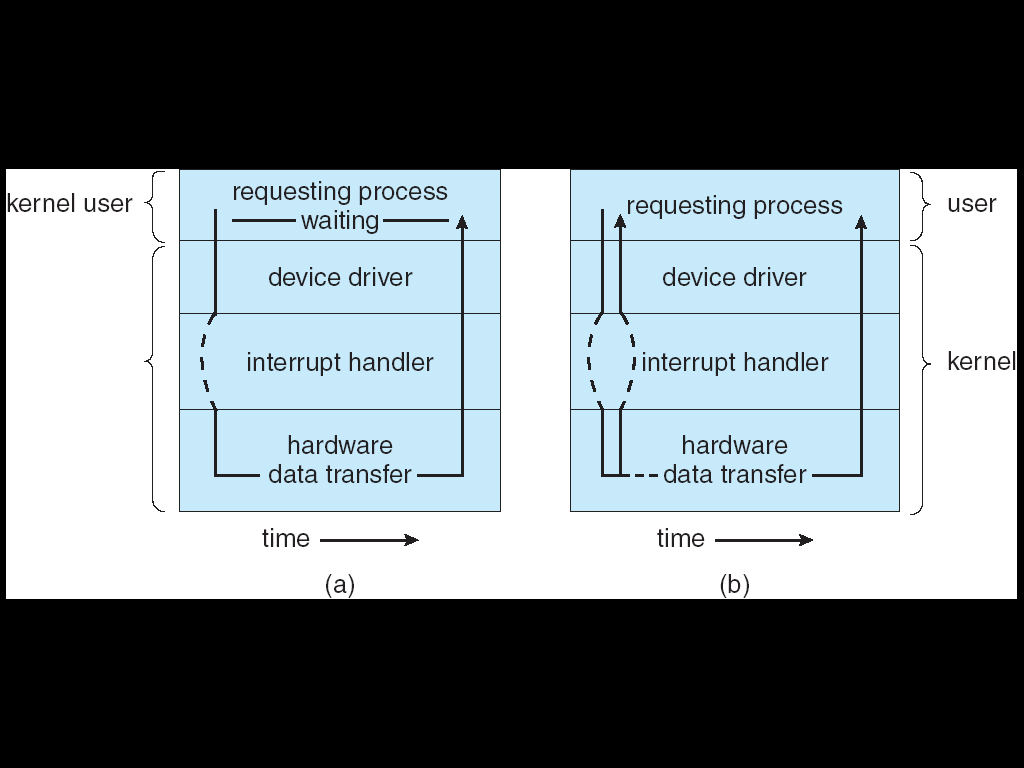 kernel user
requesting process
waiting
device driver
interrupt handler
hardware
data transfer
time
(a)
requesting process
device driver
interrupt handler
hardware
data transfer
time
(b)
user
kernel